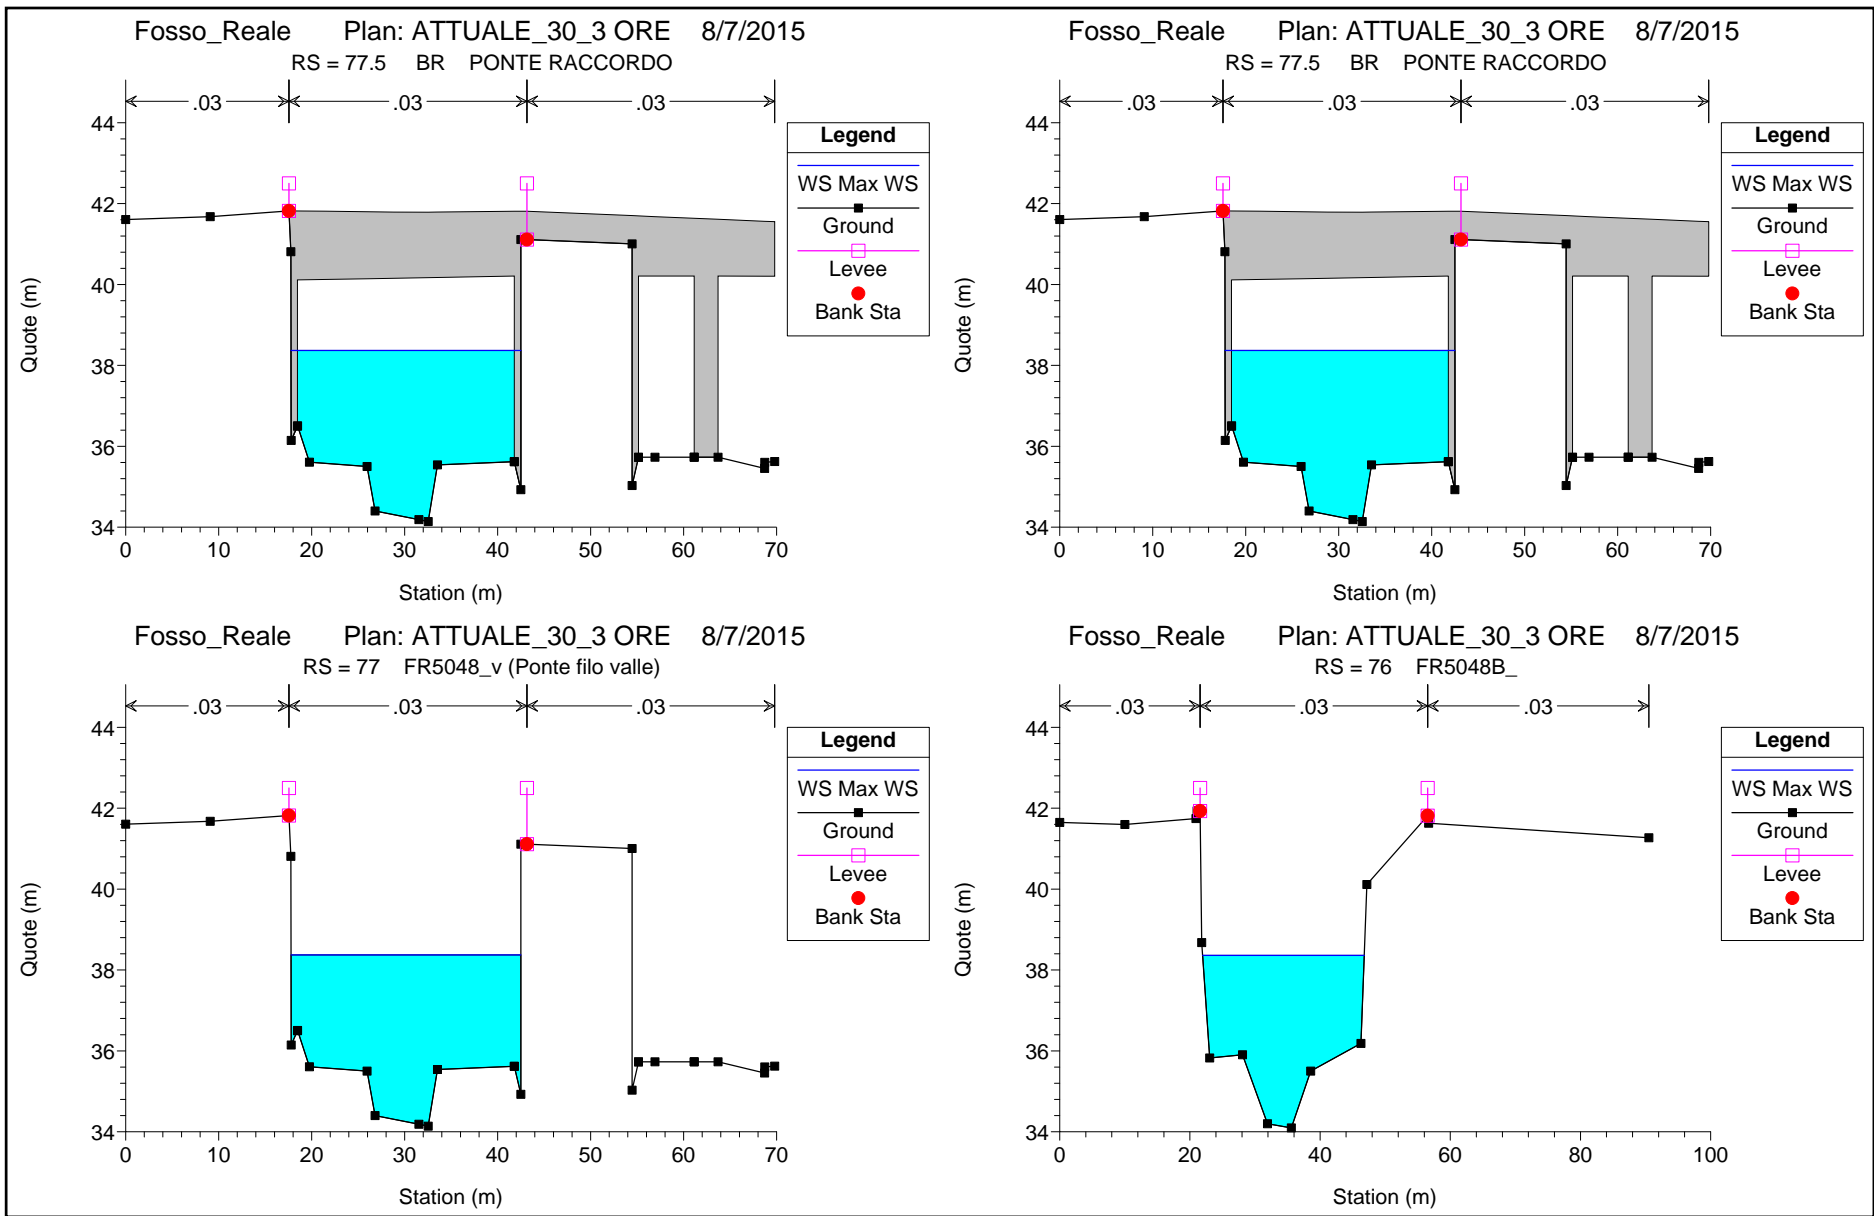 Fosso_Reale Plan: ATTUALE_30_3 ORE 8/7/2015
RS = 77.5 BR PONTE RACCORDO
.03 .03 .03
44
42
40
38
36
34
Quote (m)
0 10 20 30 40 50 60 70
Station (m)
Legend
WS Max WS
Ground
Levee
Bank Sta
Fosso_Reale Plan: ATTUALE_30_3 ORE 8/7/2015
RS = 77.5 BR PONTE RACCORDO
.03 .03 .03
44
42
40
38
36
34
Quote (m)
0 10 20 30 40 50 60 70
Station (m)
Legend
WS Max WS
Ground
Levee
Bank Sta
Fosso_Reale Plan: ATTUALE_30_3 ORE 8/7/2015
RS = 77 FR5048_v (Ponte filo valle)
.03 .03 .03
44
42
40
38
36
34
Quote (m)
0 10 20 30 40 50 60 70
Station (m)
Legend
WS Max WS
Ground
Levee
Bank Sta
Fosso_Reale Plan: ATTUALE_30_3 ORE 8/7/2015
RS = 76 FR5048B_
.03 .03 .03
44
42
40
38
36
34
Quote (m)
0 20 40 60 80 100
Station (m)
Legend
WS Max WS
Ground
Levee
Bank Sta